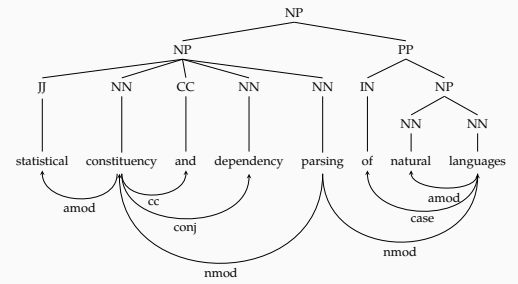 NP
NP PP
JJ NN CC NN NN IN NP
NN NN
statistical constituency and dependency parsing of natural languages
amod cc amod
conj case
nmod nmod